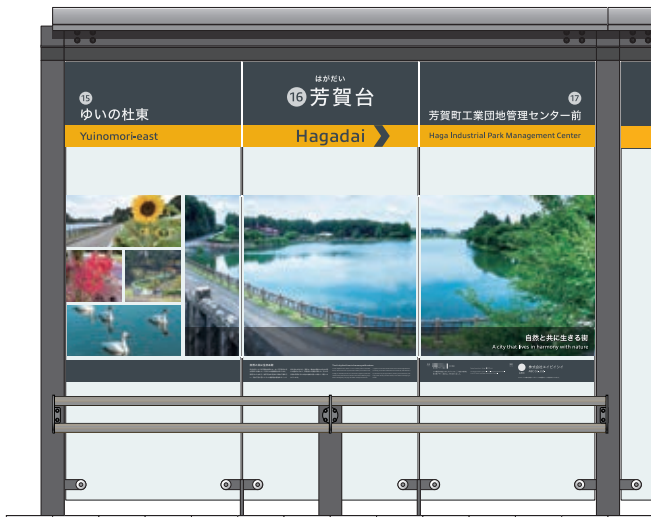 はがだい
15
16 芳賀台
17
ゆいの杜東
芳賀町工業団地管理センター前
Yuinomori-east
Hagadai
Haga Industrial Park Management Center
自然と共に生きる街
A city that lives in harmony with nature